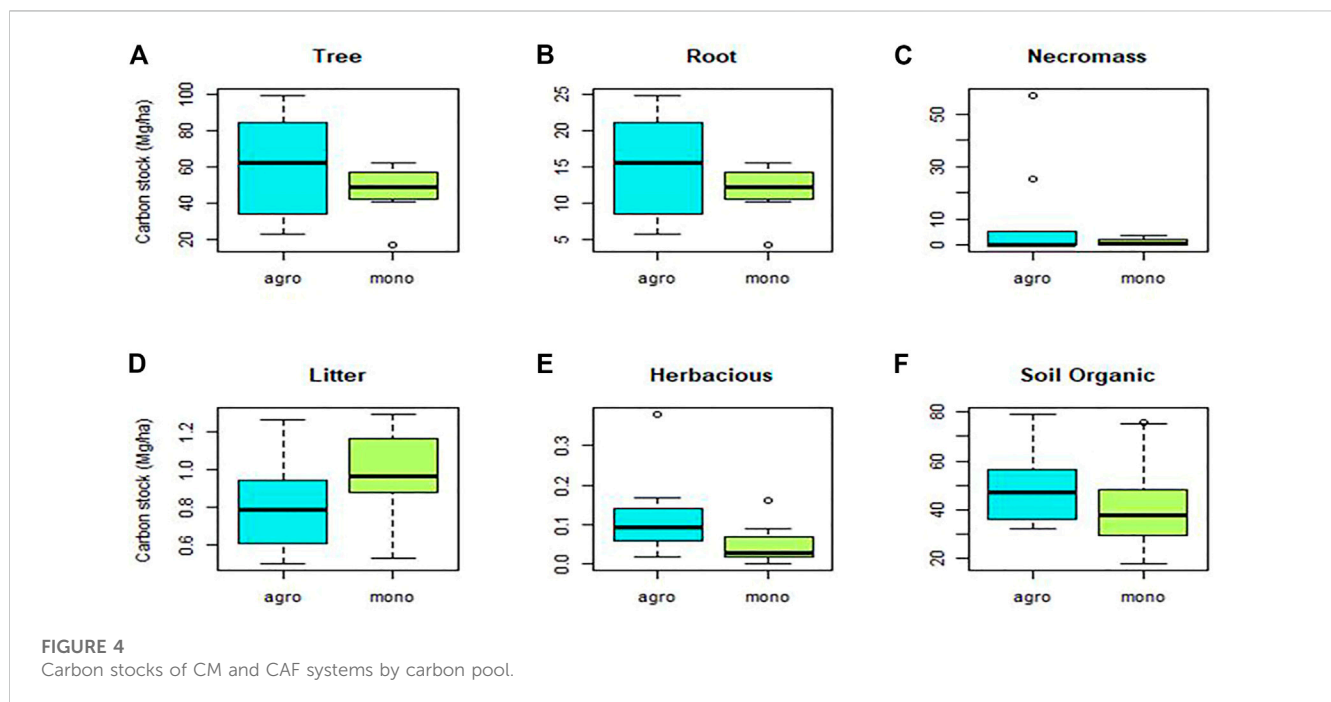 A
Tree
Carbon stock (Mg/ha)
100
80
60
40
20
agro
mono
B
Root
25
20
15
10
5
agro
mono
C
Necromass
50
30
10
0
agro
mono
D
Litter
Carbon stock (Mg/ha)
1.2
1.0
0.8
0.6
agro
mono
E
Herbacious
0.3
0.2
0.1
0.0
agro
mono
F
Soil Organic
80
60
40
20
agro
mono
FIGURE 4
Carbon stocks of CM and CAF systems by carbon pool.